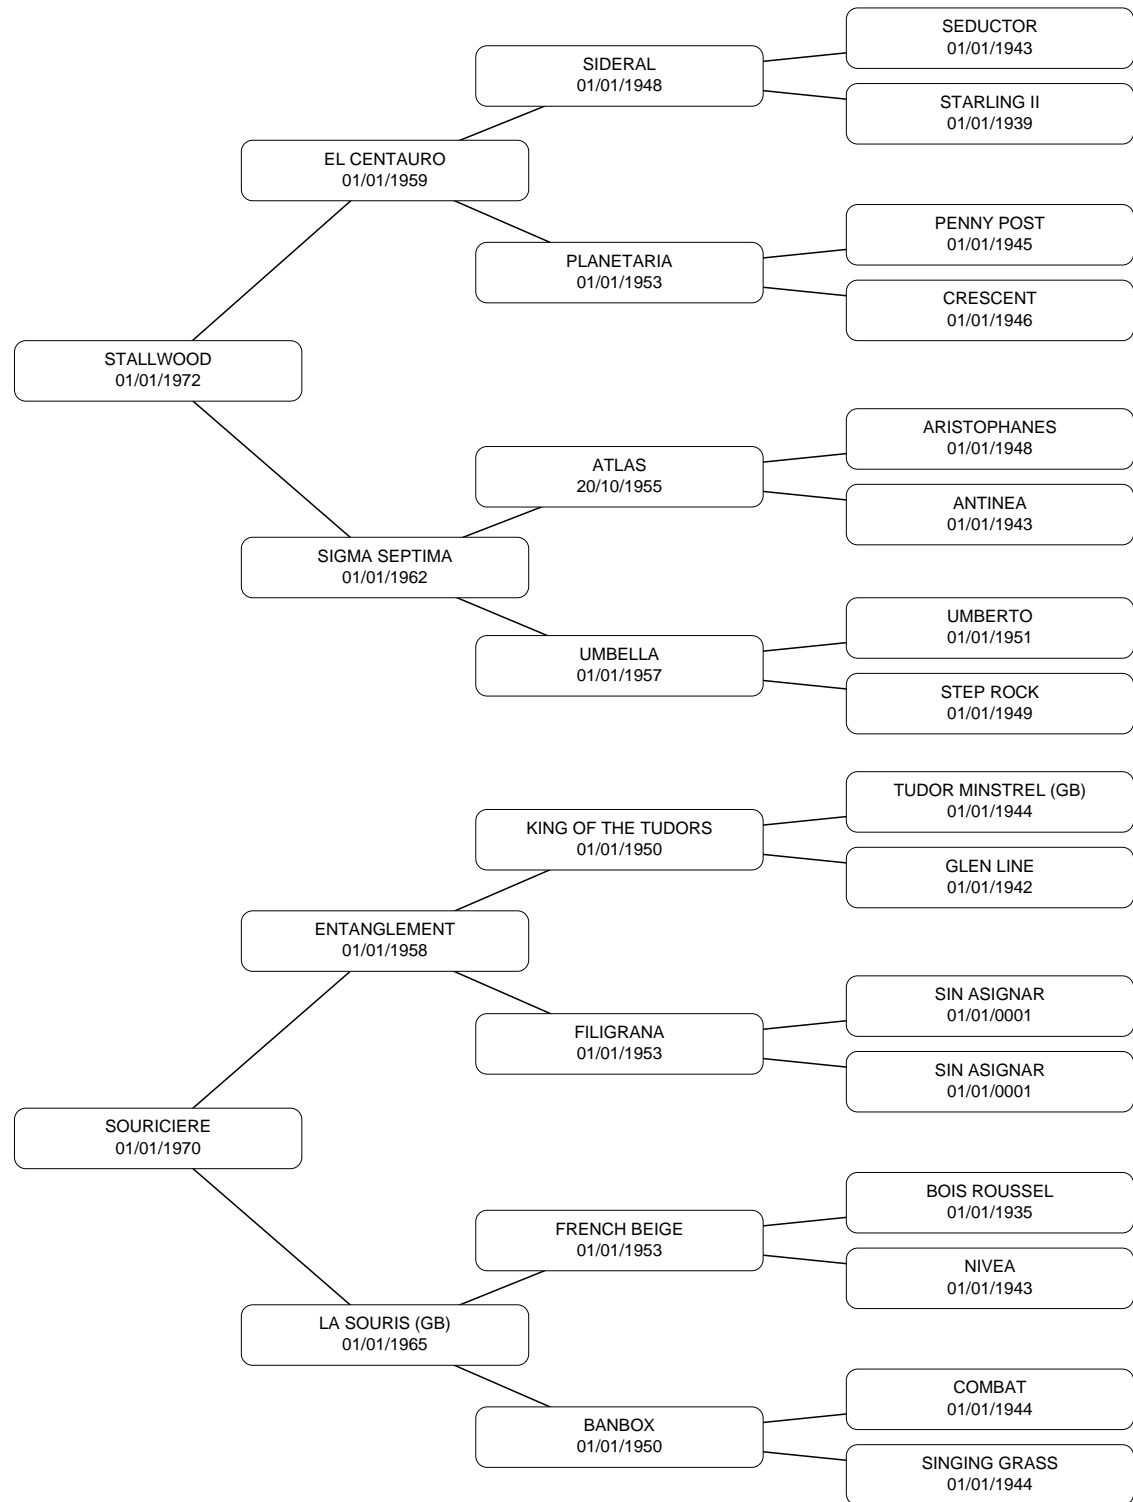 SEDUCTOR
01/01/1943
SIDERAL
01/01/1948
STARLING II
01/01/1939
EL CENTAURO
01/01/1959
PENNY POST
01/01/1945
PLANETARIA
01/01/1953
CRESCENT
01/01/1946
STALLWOOD
01/01/1972
ARISTOPHANES
01/01/1948
ATLAS
20/10/1955
ANTINEA
01/01/1943
SIGMA SEPTIMA
01/01/1962
UMBERTO
01/01/1951
UMBELLA
01/01/1957
STEP ROCK
01/01/1949
TUDOR MINSTREL (GB)
01/01/1944
KING OF THE TUDORS
01/01/1950
GLEN LINE
01/01/1942
ENTANGLEMENT
01/01/1958
SIN ASIGNAR
01/01/0001
FILIGRANA
01/01/1953
SIN ASIGNAR
01/01/0001
SOURICIERE
01/01/1970
BOIS ROUSSEL
01/01/1935
FRENCH BEIGE
01/01/1953
NIVEA
01/01/1943
LA SOURIS (GB)
01/01/1965
COMBAT
01/01/1944
BANBOX
01/01/1950
SINGING GRASS
01/01/1944